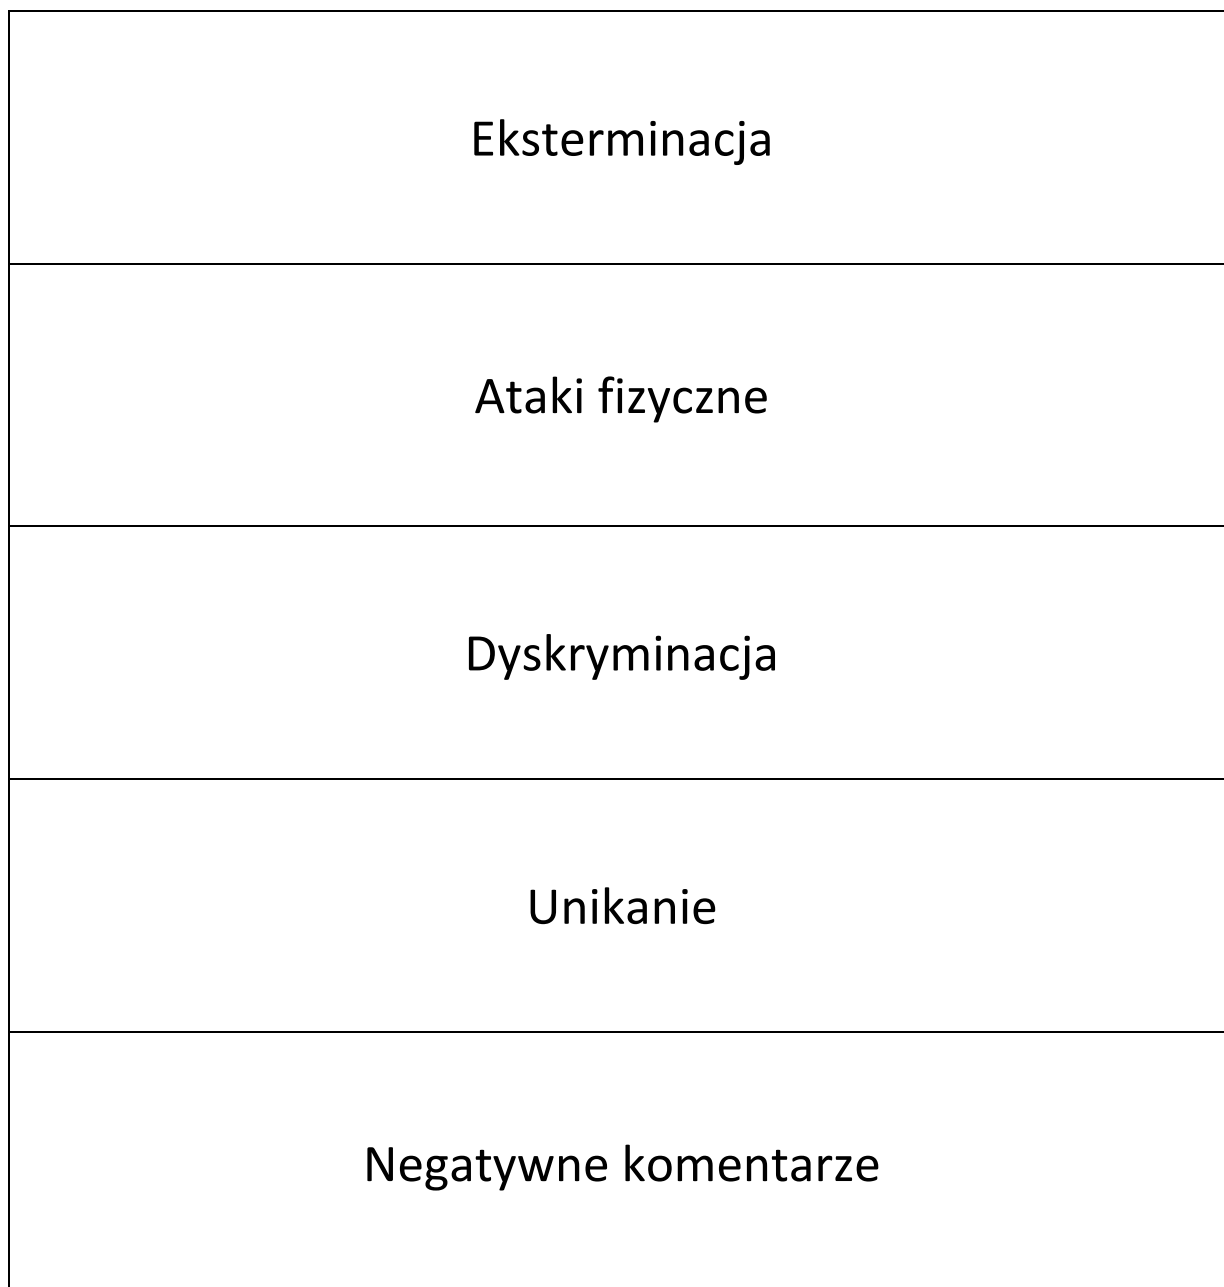 Eksterminacja
Ataki fizyczne
Dyskryminacja
Unikanie
Negatywne komentarze